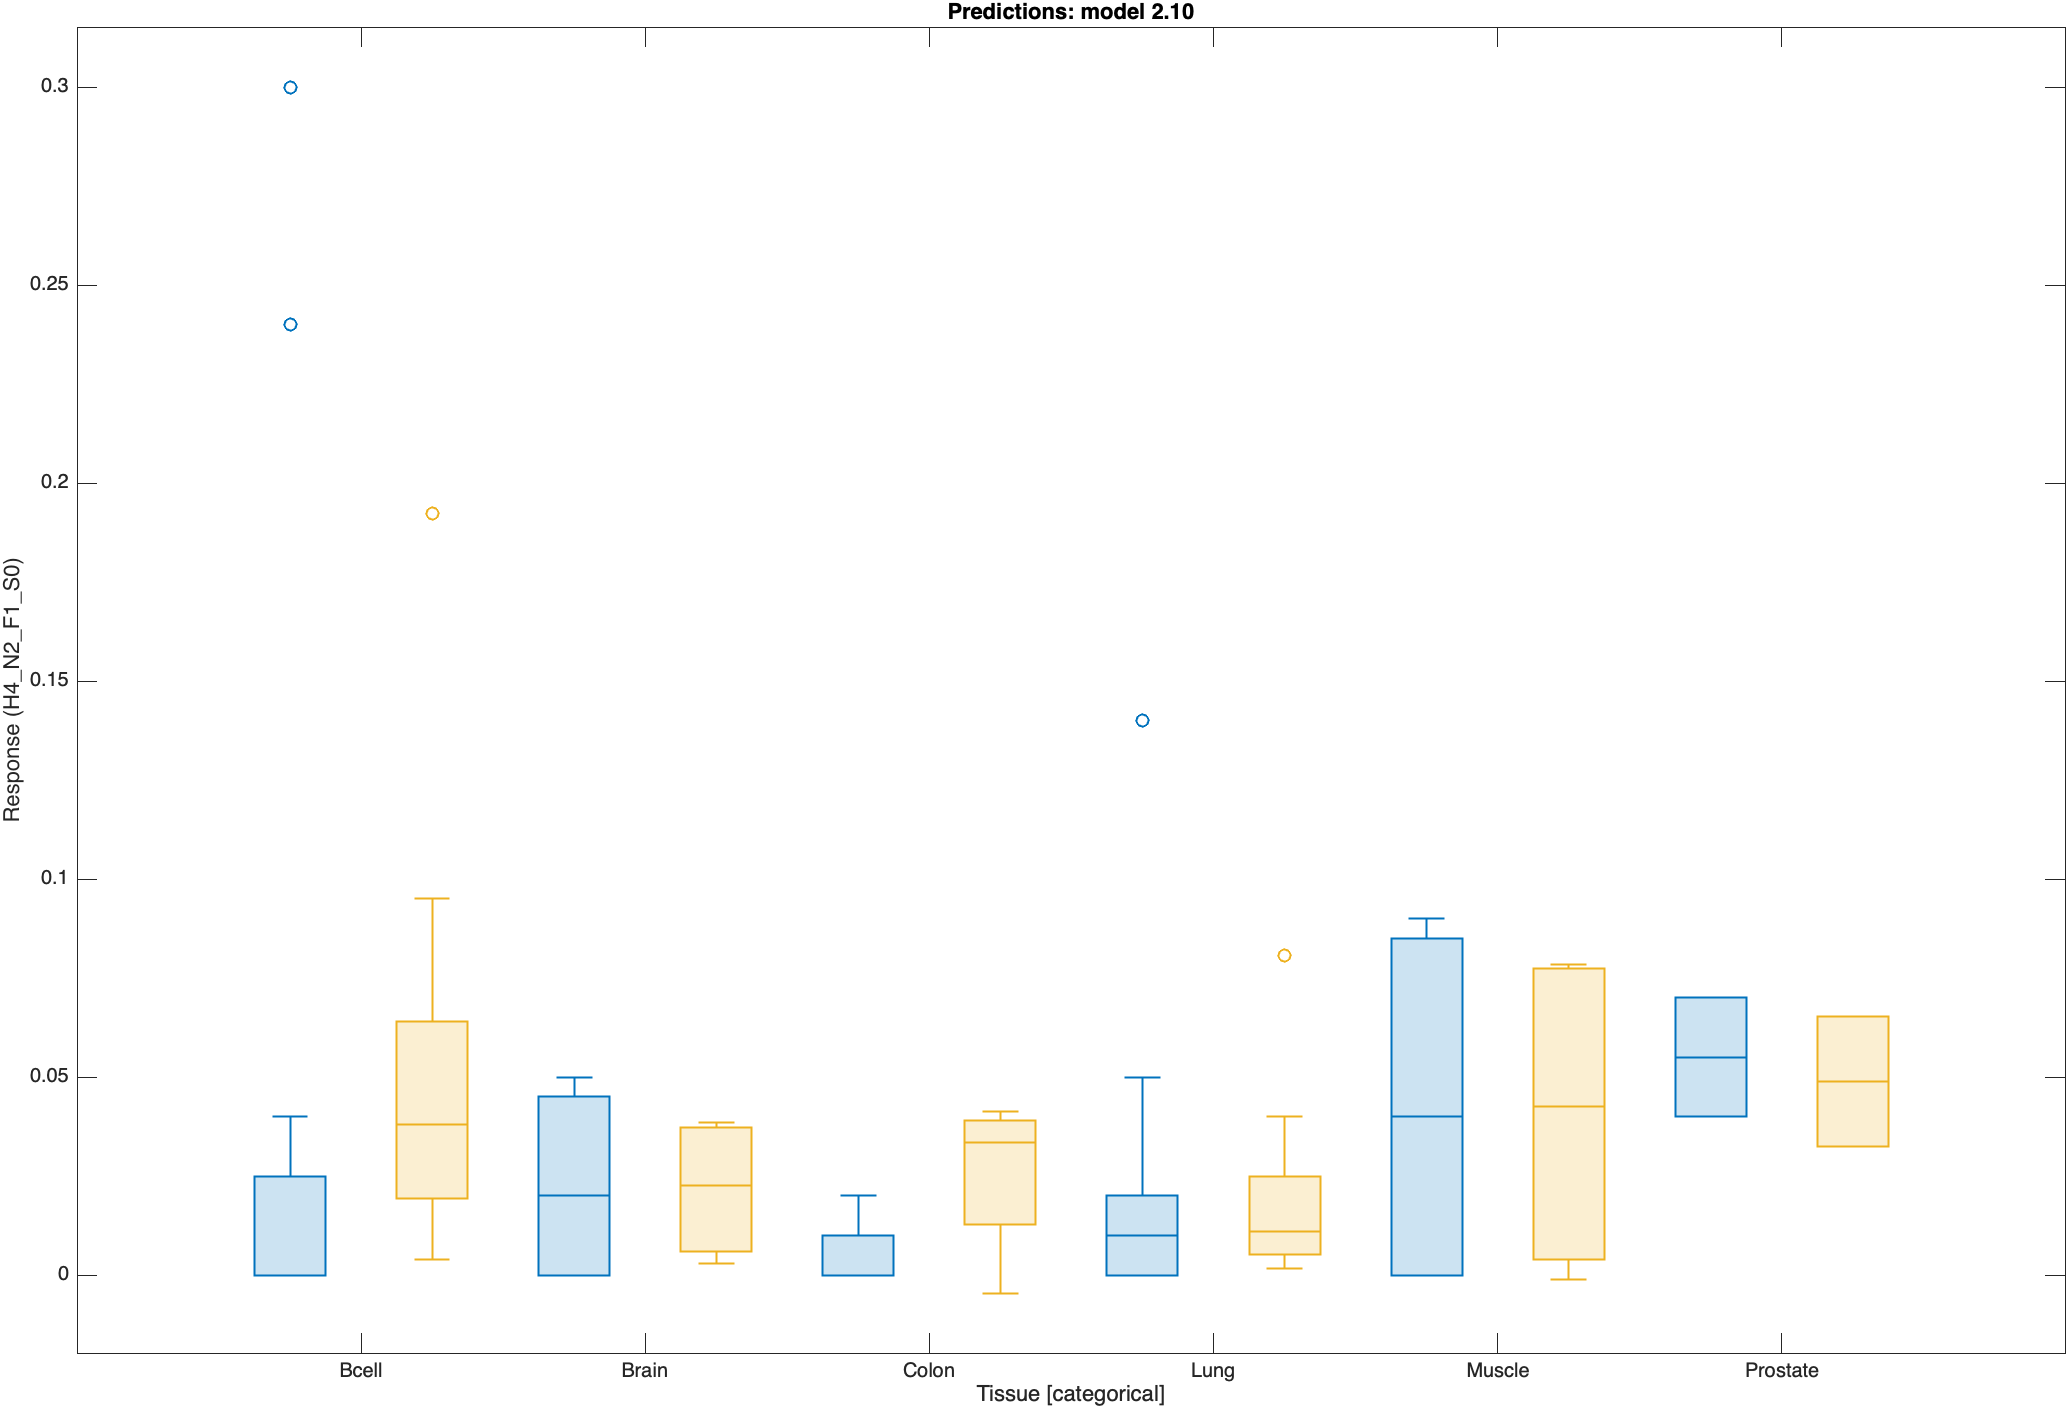 Predictions: model 2.10
0.3
0.25
0.2
0.15
0.1
0.05
0
Response (H4_N2_F1_S0)
Bcell Brain Colon Lung Muscle Prostate
Tissue [categorical]